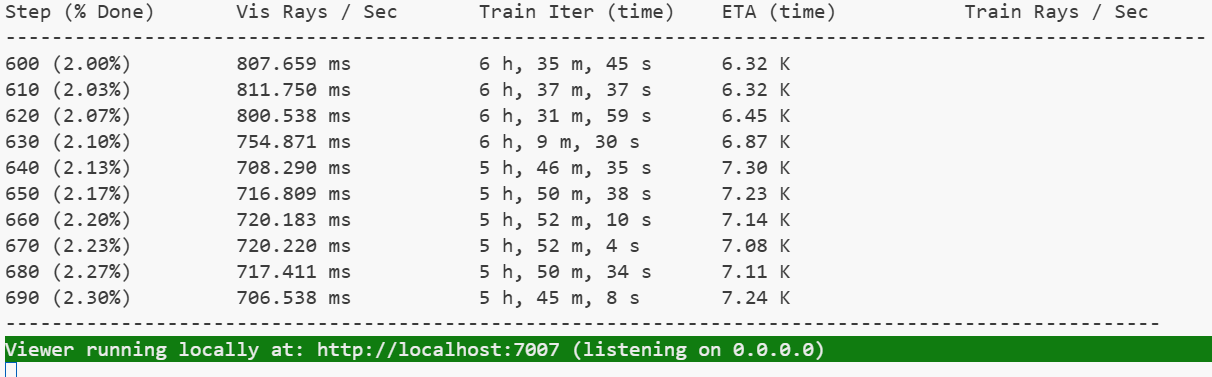 Step (% Done) Vis Rays / Sec Train Iter (time) ETA (time) Train Rays / Sec
-------------------------------------------------------------------------------------------------------
600 (2.00%) 807.659 ms 6 h, 35 m, 45 s 6.32 K
610 (2.03%) 811.750 ms 6 h, 37 m, 37 s 6.32 K
620 (2.07%) 800.538 ms 6 h, 31 m, 59 s 6.45 K
630 (2.10%) 754.871 ms 6 h, 9 m, 30 s 6.87 K
640 (2.13%) 708.290 ms 5 h, 46 m, 35 s 7.30 K
650 (2.17%) 716.809 ms 5 h, 50 m, 38 s 7.23 K
660 (2.20%) 720.183 ms 5 h, 52 m, 10 s 7.14 K
670 (2.23%) 720.220 ms 5 h, 52 m, 4 s 7.08 K
680 (2.27%) 717.411 ms 5 h, 50 m, 34 s 7.11 K
690 (2.30%) 706.538 ms 5 h, 45 m, 8 s 7.24 K
---------------------------------------------------------------------------------------------------
Viewer running locally at: http://localhost:7007 (listening on 0.0.0.0)